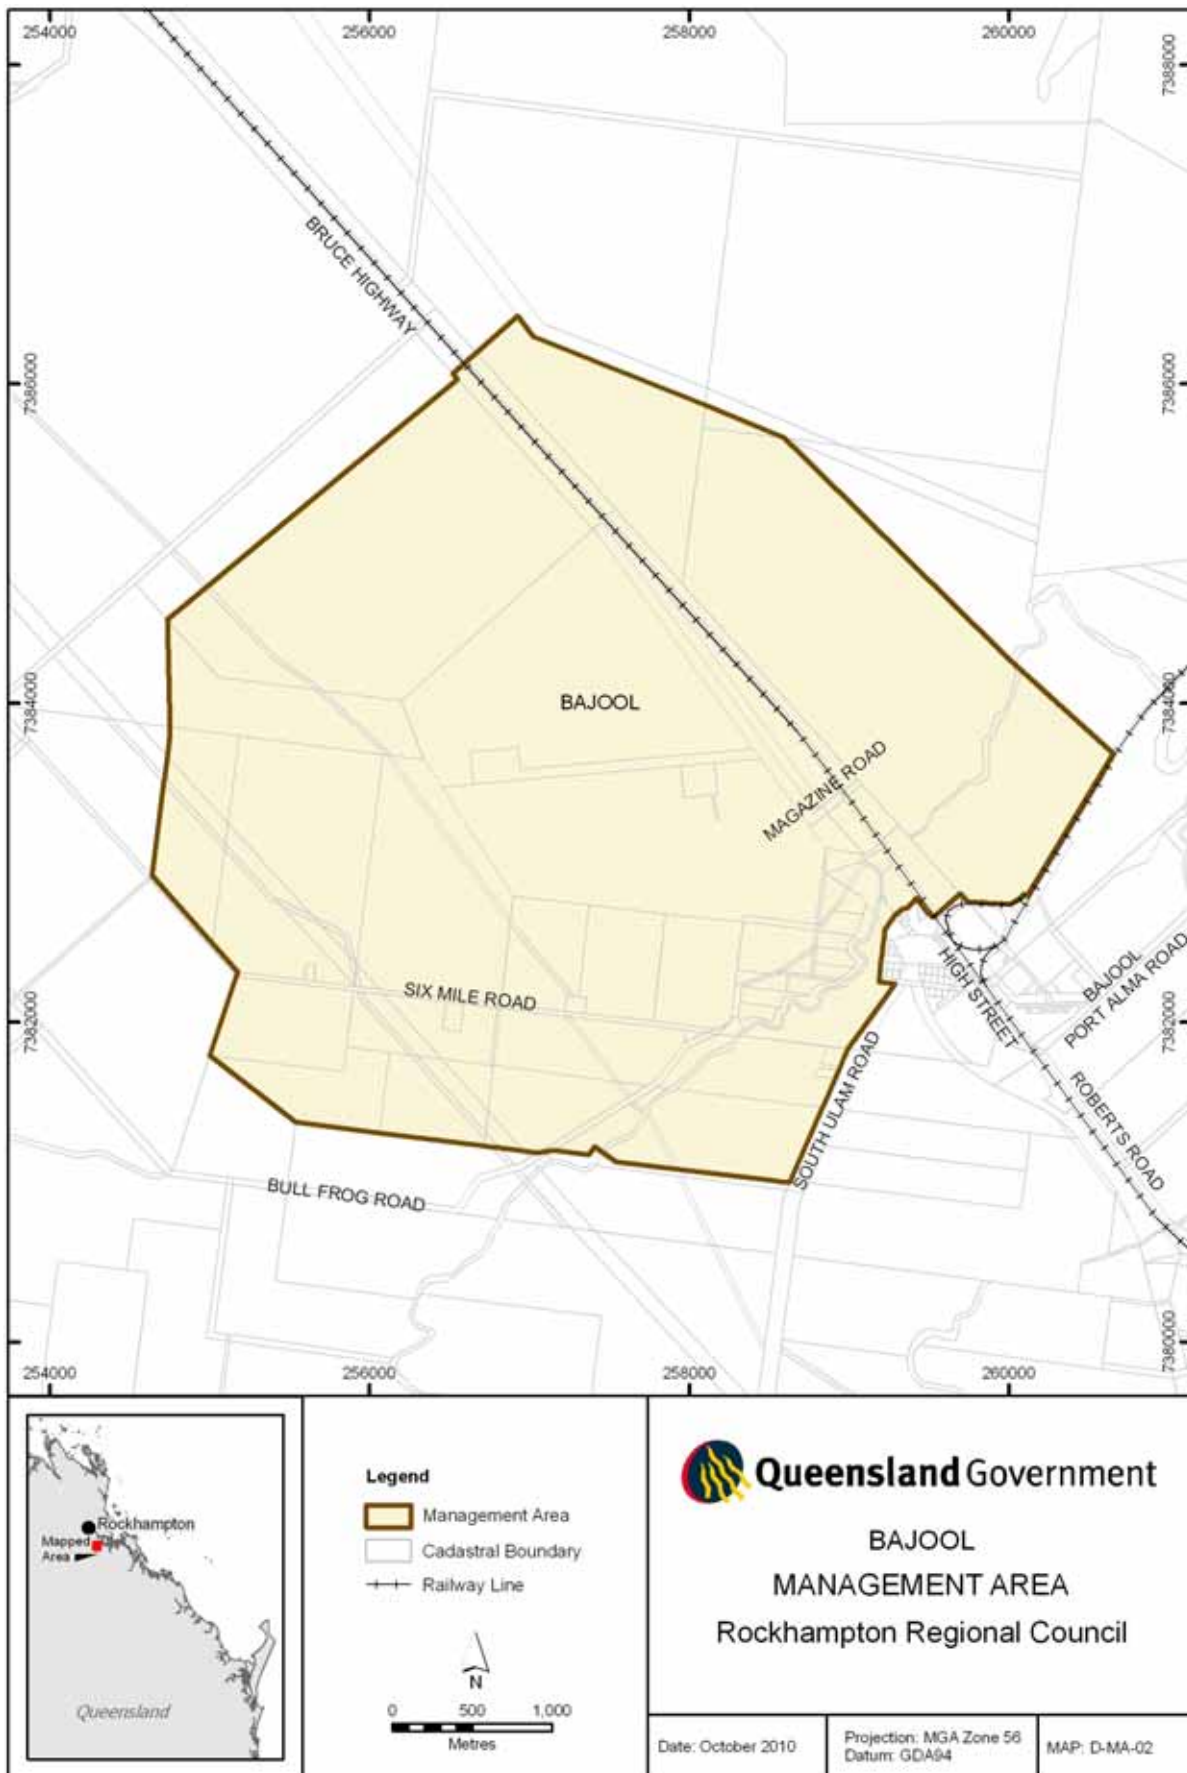 254000
256000
258000
260000
7388000
BRUCE HIGHWAY
7386000
7386000
BAJOOL
7384000
7384000
MAGAZINE ROAD
SIX MILE ROAD
HIGH STREET
BAJOOL
PORT ALMA ROAD
7382000
7382000
SOUTH ULAM ROAD
ROBERTS ROAD
BULL FROG ROAD
7380000
254000
256000
258000
260000
Rockhampton
Mapped
Area
Queensland
Legend
Management Area
Cadastral Boundary
Railway Line
N
0 500 1,000
Metres
Queensland Government
BAJOOL
MANAGEMENT AREA
Rockhampton Regional Council
Date: October 2010
Projection: MGA Zone 56
Datum: GDA94
MAP: D-MA-02